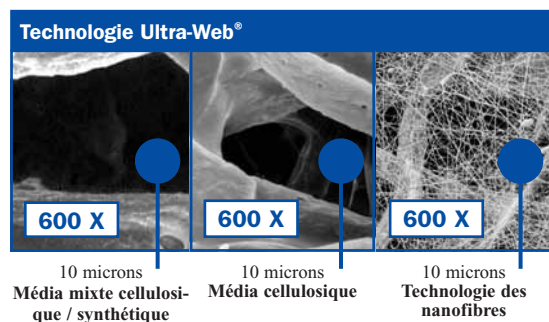 Technologie Ultra-Web®
600 X
600 X
600 X
10 microns
Média mixte cellulosi-
que / synthétique
10 microns
Média cellulosique
10 microns
Technologie des
nanofibres